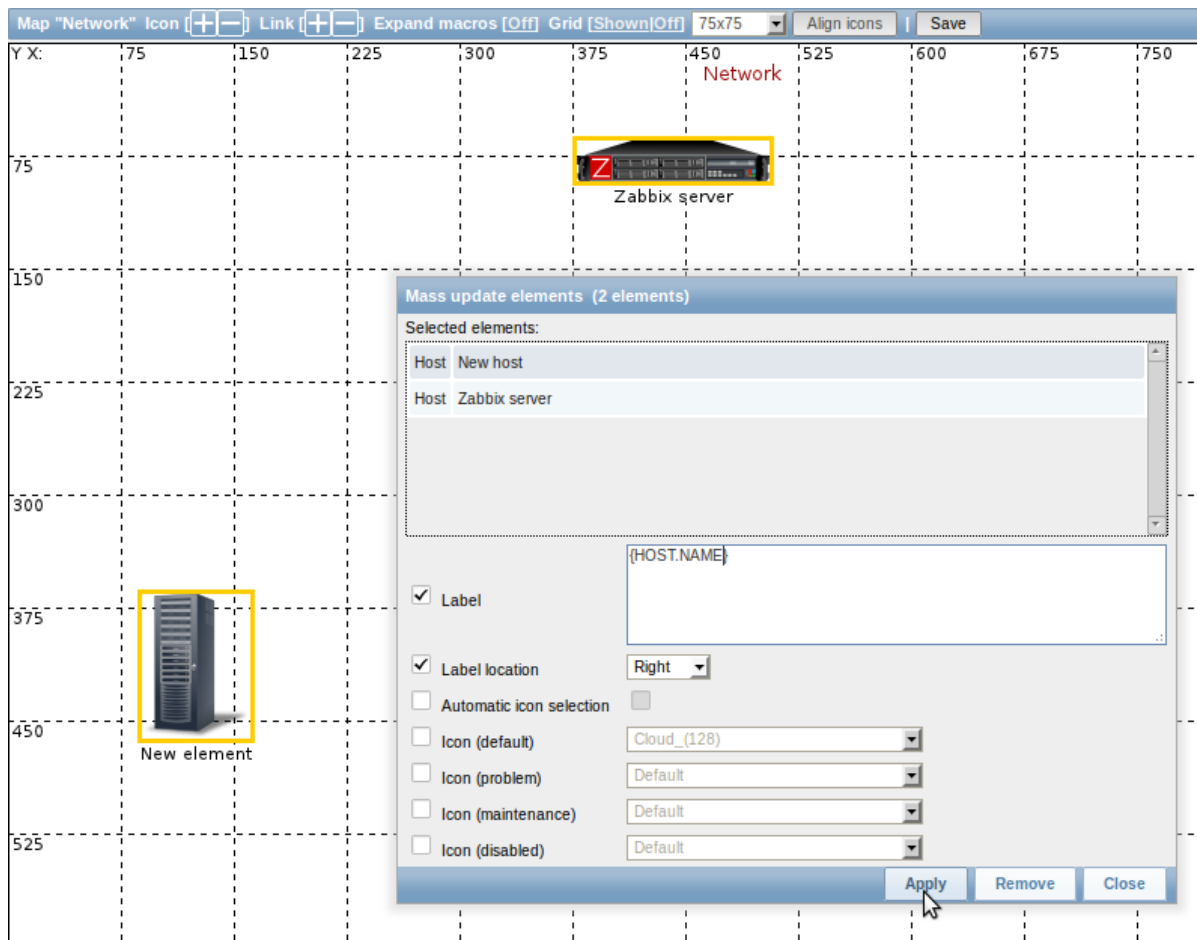 Map "Network" Icon [+|−] Link [+|−] Expand macros [Off] Grid [Shown|Off] 75x75 Align icons | Save
Y X: 75 150 225 300 375 450 525 600 675 750
Network
75
Z
Zabbix server
150
Mass update elements (2 elements)
Selected elements:
Host New host
225
Host Zabbix server
300
{HOST.NAME}
375
Label
Label location Right
Automatic icon selection
450
Icon (default) Cloud_(128)
New element
Icon (problem) Default
Icon (maintenance) Default
525
Icon (disabled) Default
Apply Remove Close